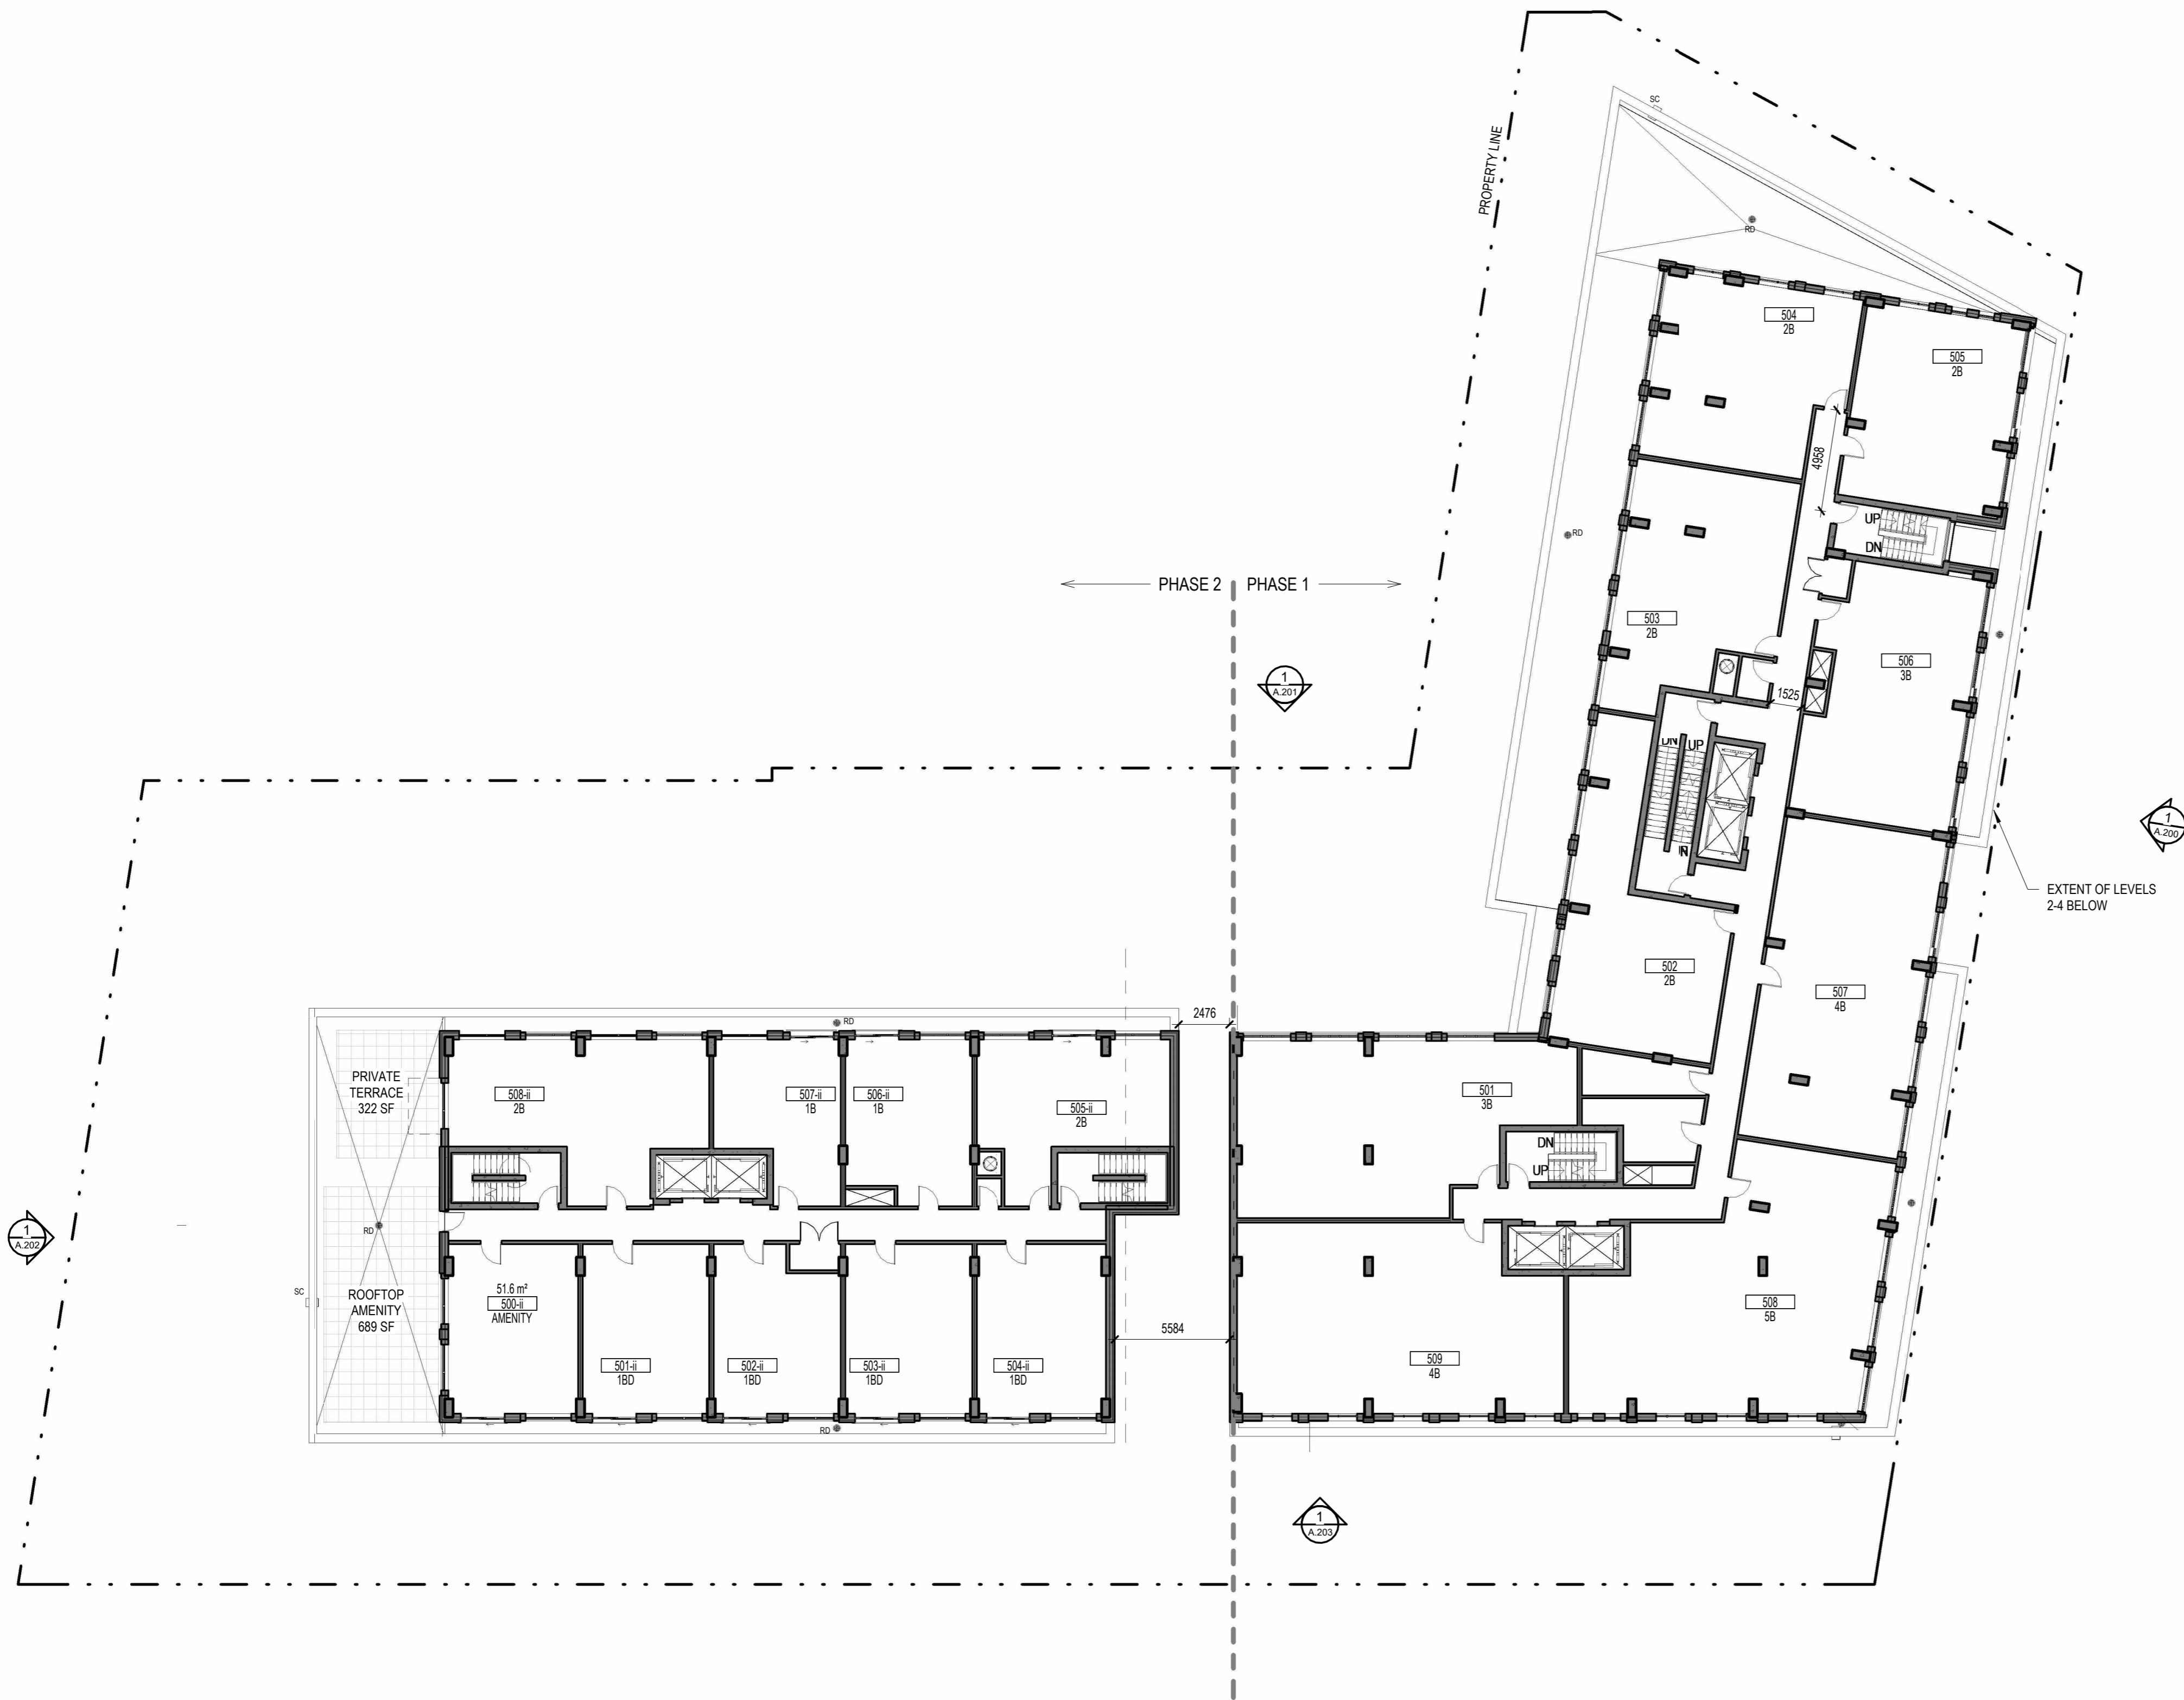 SC
PROPERTY LINE
RD
504
2B
505
2B
4958
UP
DN
RD
PHASE 2
PHASE 1
503
2B
506
3B
1
A.201
1525
DN
UP
1
A.200
EXTENT OF LEVELS
2-4 BELOW
502
2B
507
4B
2476
RD
PRIVATE
TERRACE
322 SF
508-ii
2B
507-ii
1B
506-ii
1B
505-ii
2B
501
3B
DN
UP
1
A.202
RD
SC
ROOFTOP
AMENITY
689 SF
51.6 m²
500-ii
AMENITY
5584
508
5B
501-ii
1BD
502-ii
1BD
503-ii
1BD
504-ii
1BD
509
4B
RD
1
A.203